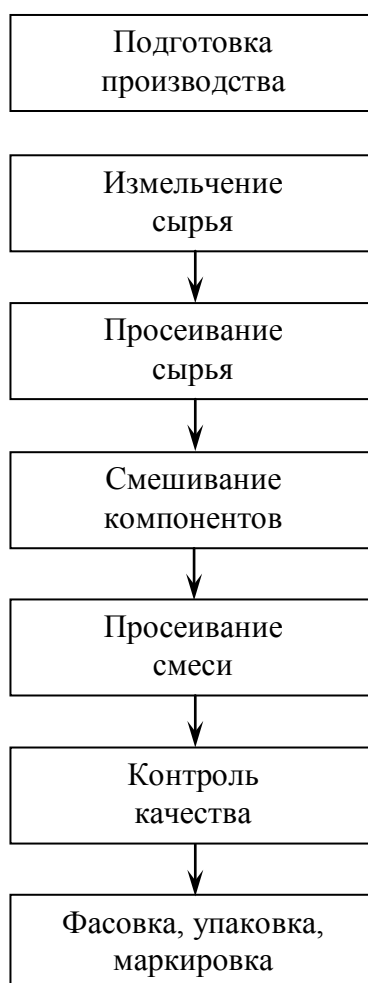 Подготовка
производства
Измельчение
сырья
Просеивание
сырья
Смешивание
компонентов
Просеивание
смеси
Контроль
качества
Фасовка, упаковка,
маркировка